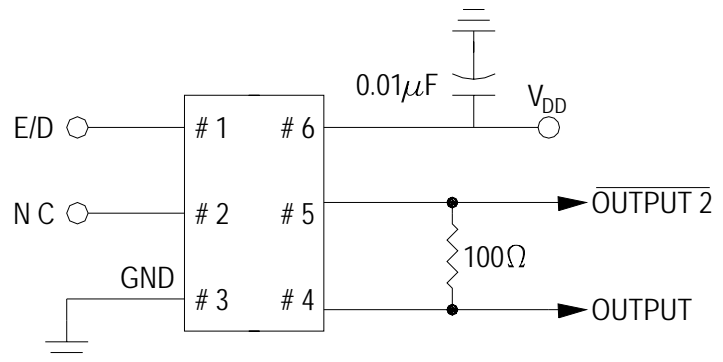 0.01μF
V_DD
E/D
# 1
# 6
N C
# 2
# 5
OUTPUT 2
100Ω
GND
# 3
# 4
OUTPUT